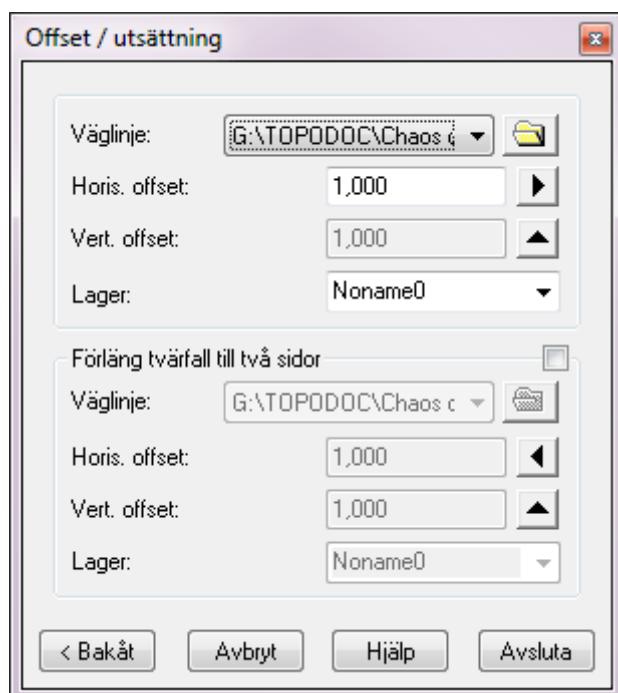 Offset / utsättning
Väglinje: G:\TOPODOC\Chaos
Horis. offset: 1,000
Vert. offset: 1,000
Lager: Noname0
Förläng tvärfall till två sidor
Väglinje: G:\TOPODOC\Chaos
Horis. offset: 1,000
Vert. offset: 1,000
Lager: Noname0
< Bakåt Avbryt Hjälp Avsluta